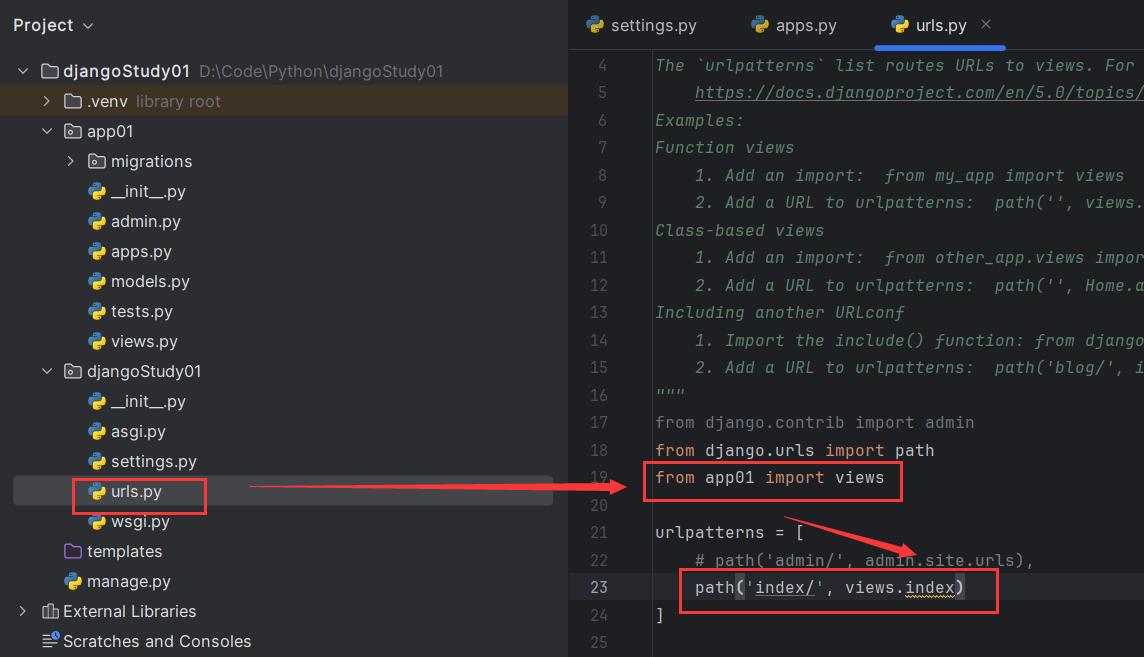 Project
djangoStudy01 D:\Code\Python\djangoStudy01
.venv library root
app01
migrations
__init__.py
admin.py
apps.py
models.py
tests.py
views.py
djangoStudy01
__init__.py
asgi.py
settings.py
urls.py
wsgi.py
templates
manage.py
External Libraries
Scratches and Consoles
settings.py apps.py urls.py
4 The `urlpatterns` list routes URLs to views. For
5 https://docs.djangoproject.com/en/5.0/topics/
6 Examples:
7 Function views
8 1. Add an import:  from my_app import views
9 2. Add a URL to urlpatterns:  path('', views.
10 Class-based views
11 1. Add an import:  from other_app.views impor
12 2. Add a URL to urlpatterns:  path('', Home.a
13 Including another URLconf
14 1. Import the include() function: from django
15 2. Add a URL to urlpatterns:  path('blog/', i
16 """
17 from django.contrib import admin
18 from django.urls import path
19 from app01 import views
20
21 urlpatterns = [
22 # path('admin/', admin.site.urls),
23 path('index/', views.index)
24 ]
25